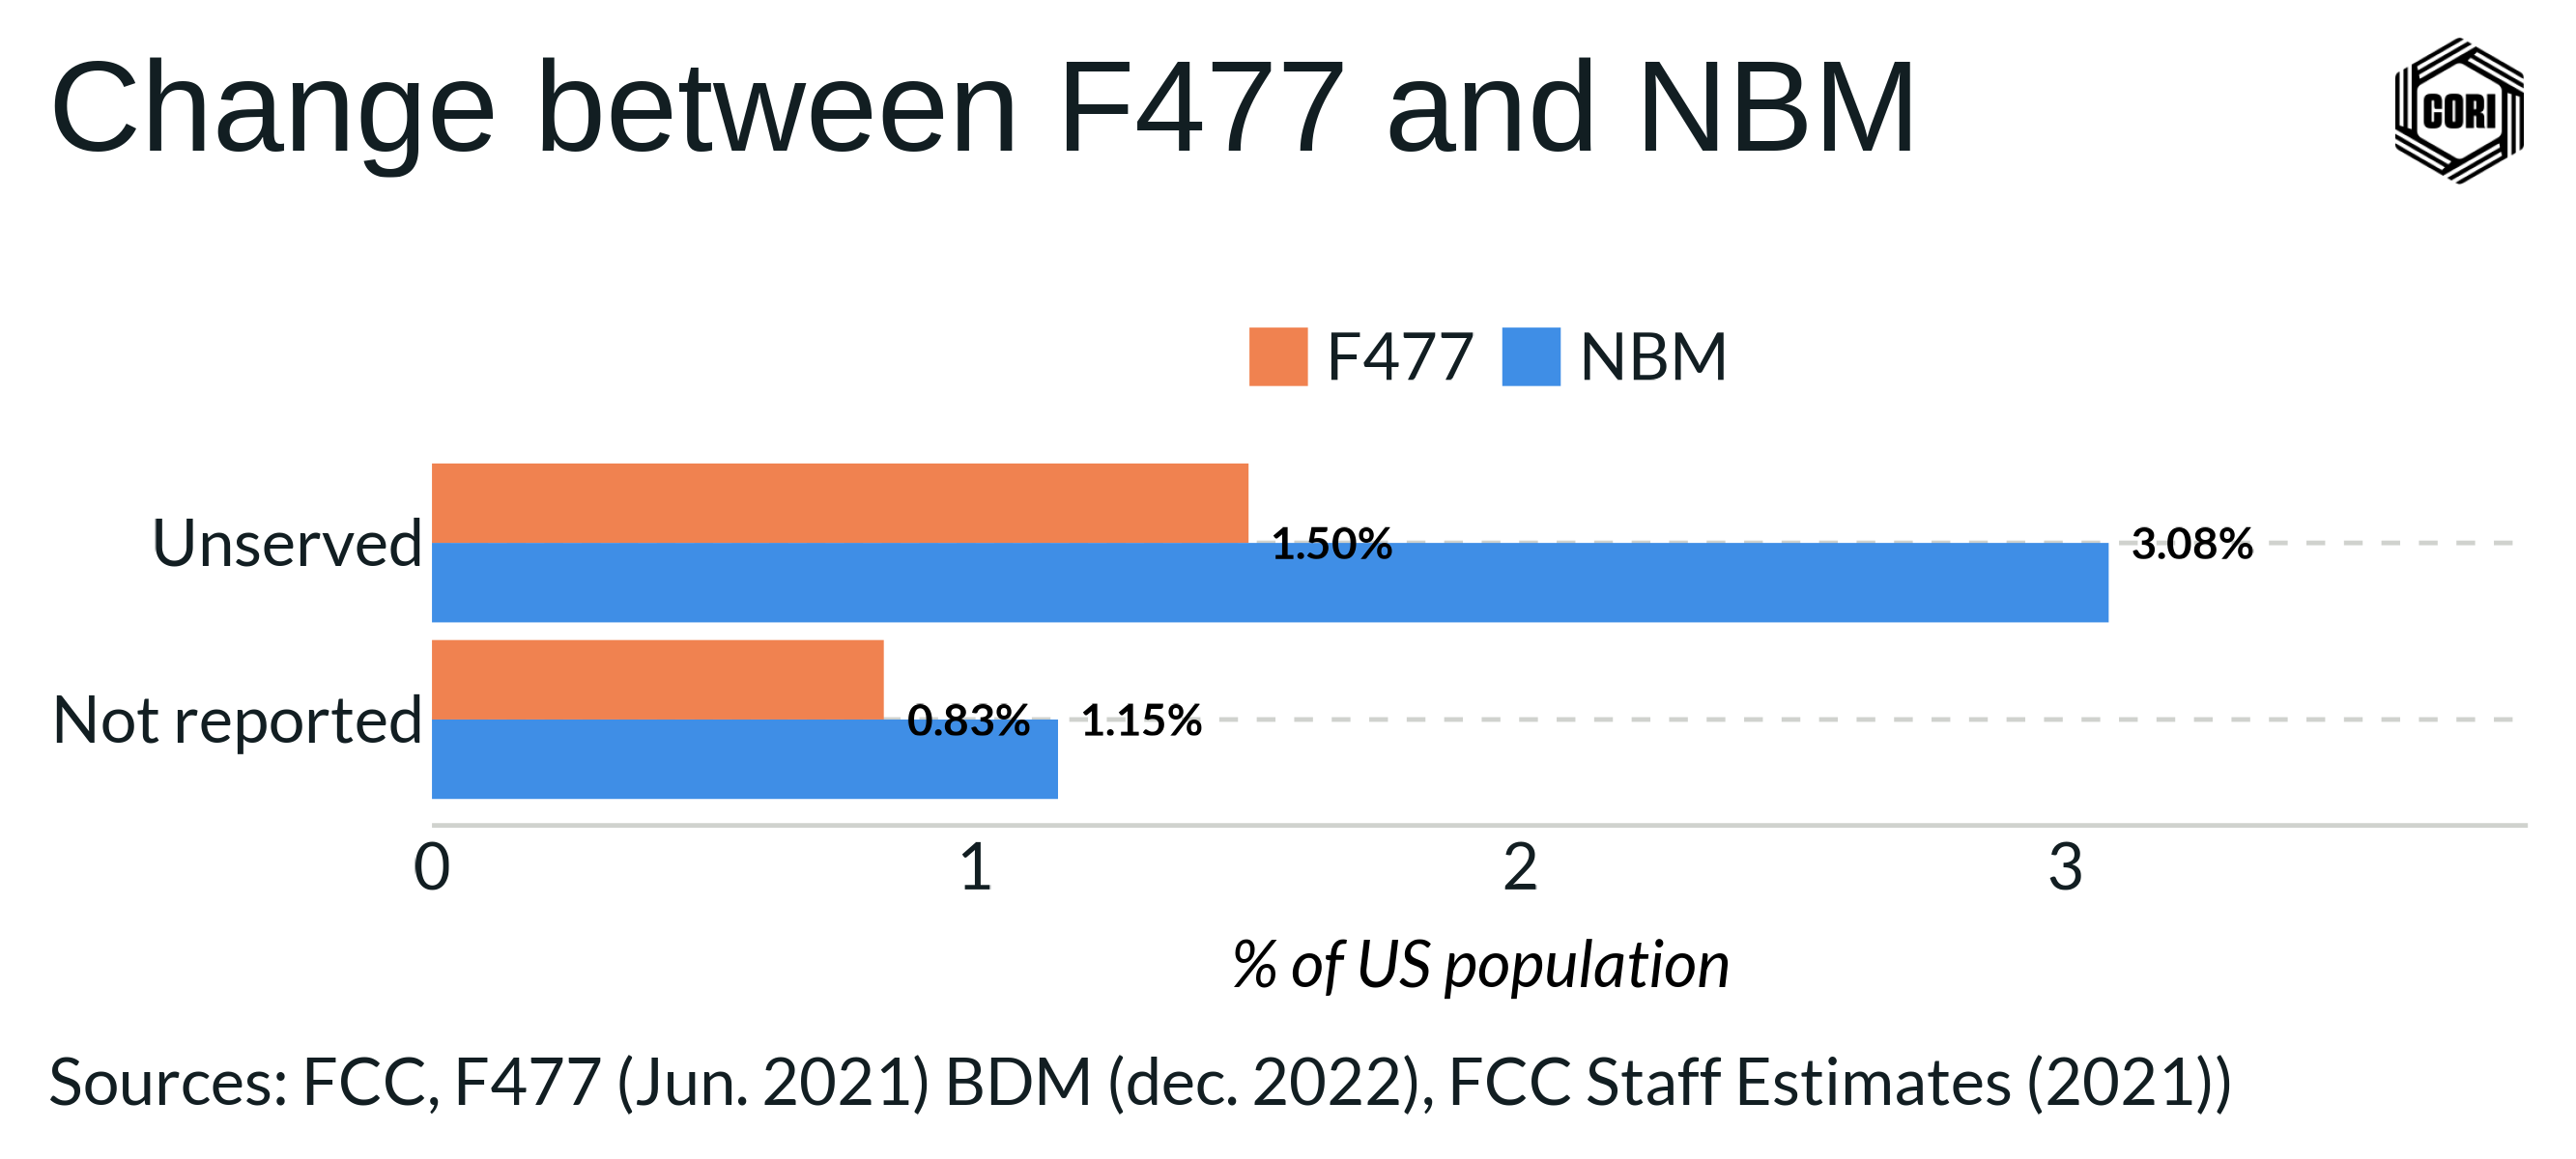 Change between F477 and NBM
CORI
F477 NBM
Unserved 1.50% 3.08%
Not reported 0.83% 1.15%
0 1 2 3
% of US population
Sources: FCC, F477 (Jun. 2021) BDM (dec. 2022), FCC Staff Estimates (2021))